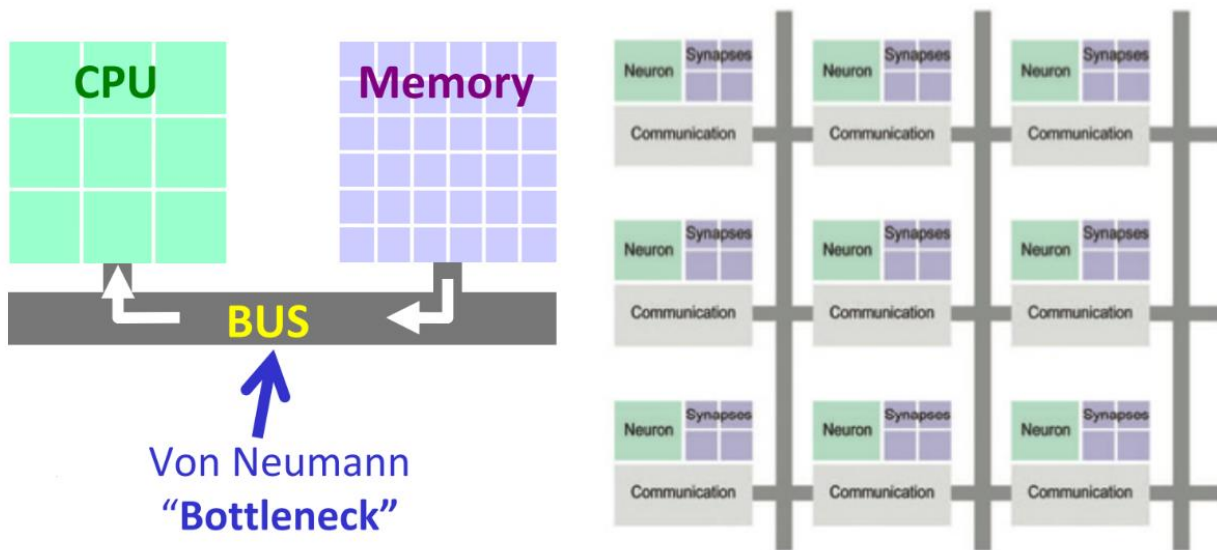 CPU
Memory
BUS
Von Neumann
“Bottleneck”
Neuron
Synapses
Communication
Neuron
Synapses
Communication
Neuron
Synapses
Communication
Neuron
Synapses
Communication
Neuron
Synapses
Communication
Neuron
Synapses
Communication
Neuron
Synapses
Communication
Neuron
Synapses
Communication
Neuron
Synapses
Communication